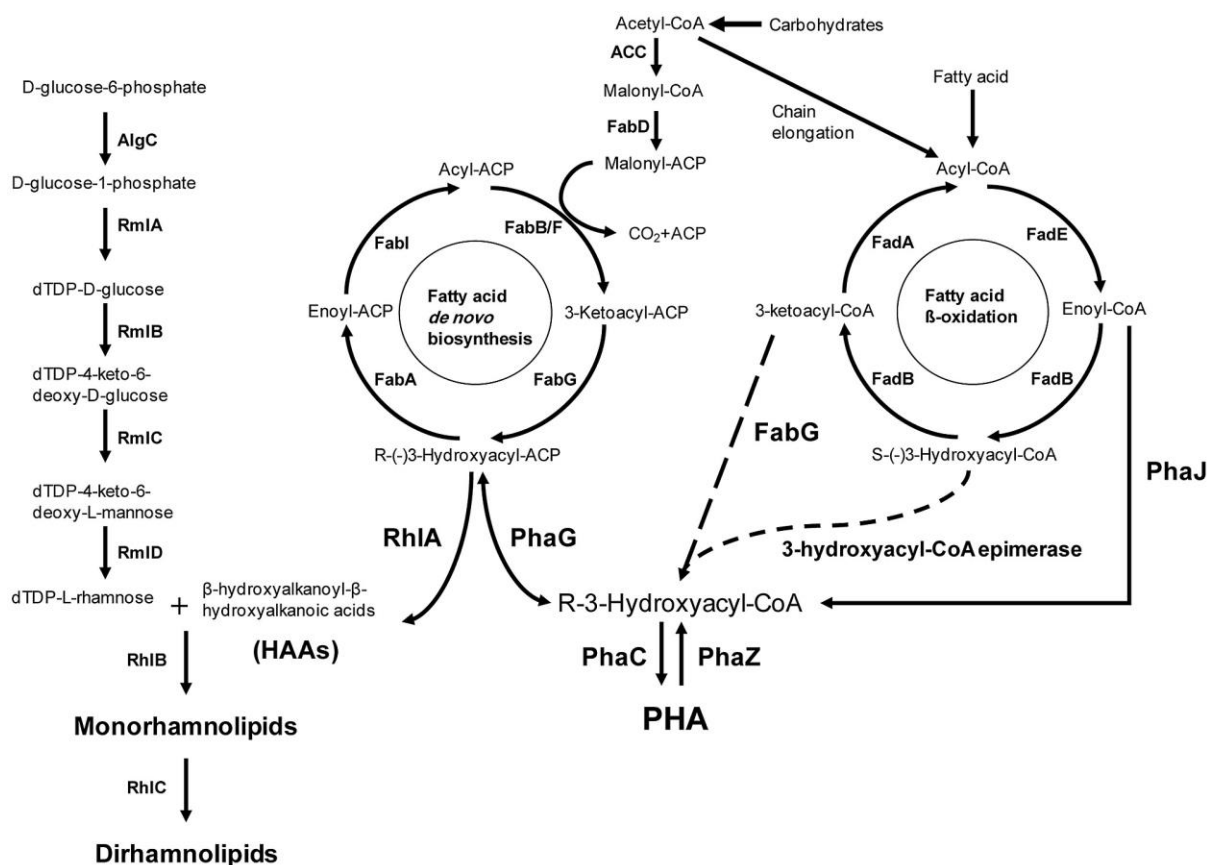 Acetyl-CoA
Carbohydrates
ACC
D-glucose-6-phosphate
Malonyl-CoA
Fatty acid
AlgC
FabD
Chain
elongation
D-glucose-1-phosphate
Acyl-ACP
Malonyl-ACP
Acyl-CoA
RmlA
FabI
FabB/F
CO₂+ACP
FadA
FadE
dTDP-D-glucose
Enoyl-ACP
Fatty acid
de novo
biosynthesis
3-Ketoacyl-ACP
3-ketoacyl-CoA
Fatty acid
ß-oxidation
Enoyl-CoA
RmlB
dTDP-4-keto-6-
deoxy-D-glucose
FabA
FabG
FadB
FadB
RmlC
FabG
R-(-)3-Hydroxyacyl-ACP
S-(-)3-Hydroxyacyl-CoA
PhaJ
dTDP-4-keto-6-
deoxy-L-mannose
RmlD
RhlA
PhaG
3-hydroxyacyl-CoA epimerase
dTDP-L-rhamnose
+
β-hydroxyalkanoyl-β-
hydroxyalkanoic acids
(HAAs)
R-3-Hydroxyacyl-CoA
RhlB
PhaC
PhaZ
Monorhamnolipids
PHA
RhlC
Dirhamnolipids